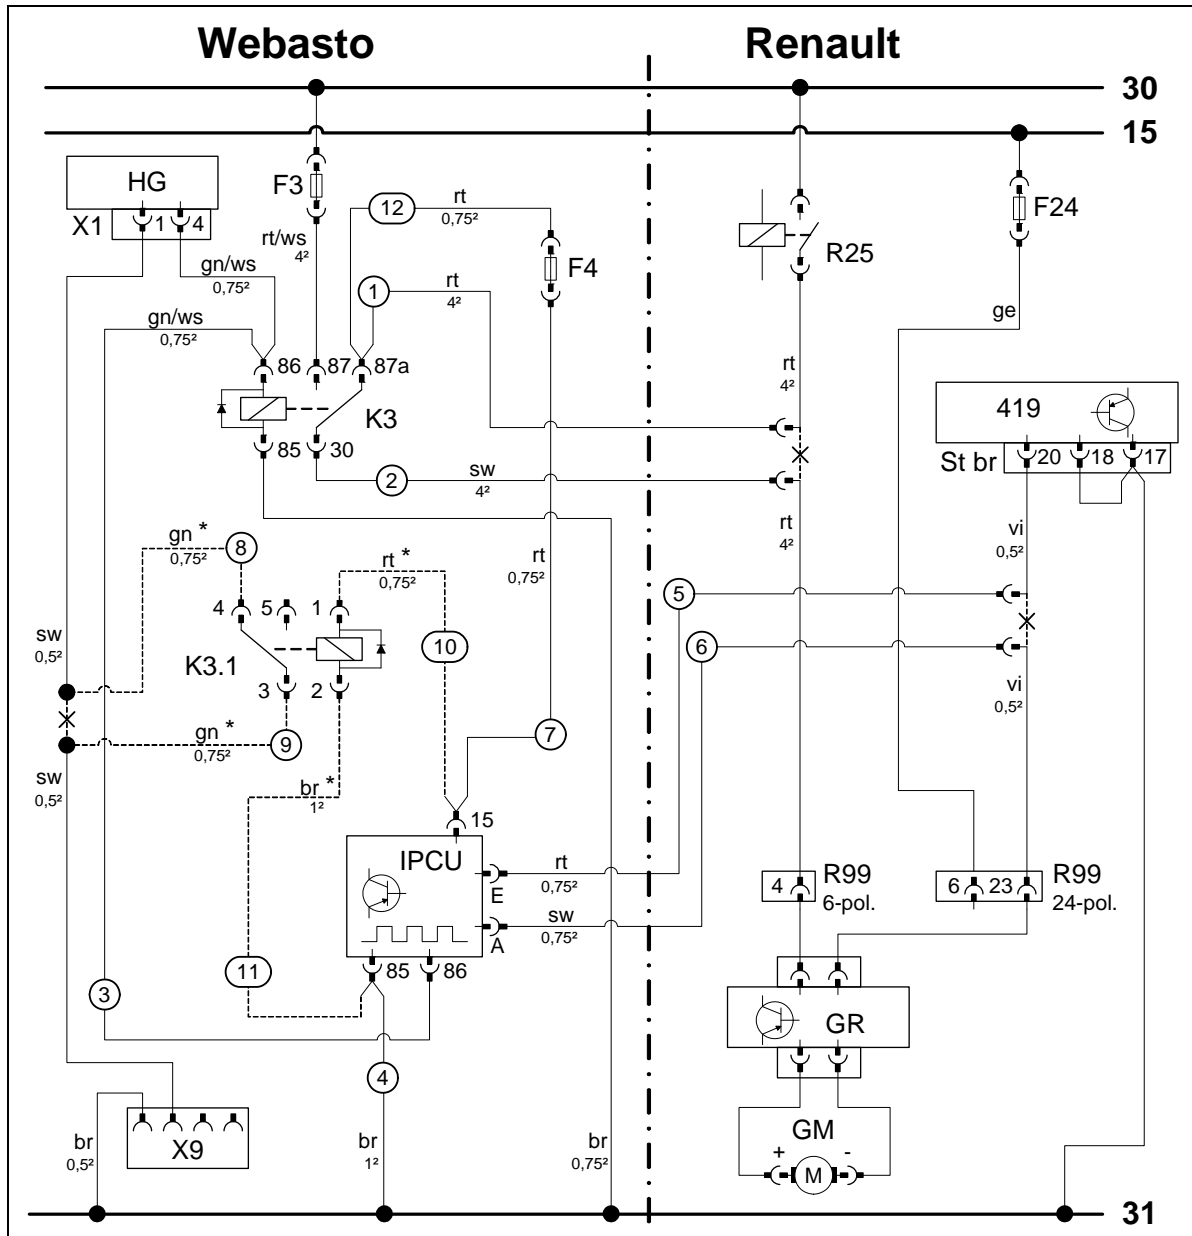 Webasto
Renault
30
15
HG
X1
1
4
F3
12
rt
0,75²
F24
rt/ws
4²
R25
gn/ws
0,75²
F4
1
rt
4²
gn/ws
0,75²
ge
86
87
87a
rt
4²
K3
419
85
30
St br
20
18
17
2
sw
4²
gn *
0,75²
8
rt *
0,75²
rt
0,75²
rt
4²
vi
0,5²
4
5
1
5
sw
0,5²
K3.1
10
6
3
2
vi
0,5²
gn *
0,75²
9
7
sw
0,5²
br *
1²
15
IPCU
rt
0,75²
E
4
R99
6-pol.
6
23
R99
24-pol.
sw
0,75²
A
11
85
86
3
GR
4
GM
+
-
M
br
0,5²
X9
br
1²
br
0,75²
31